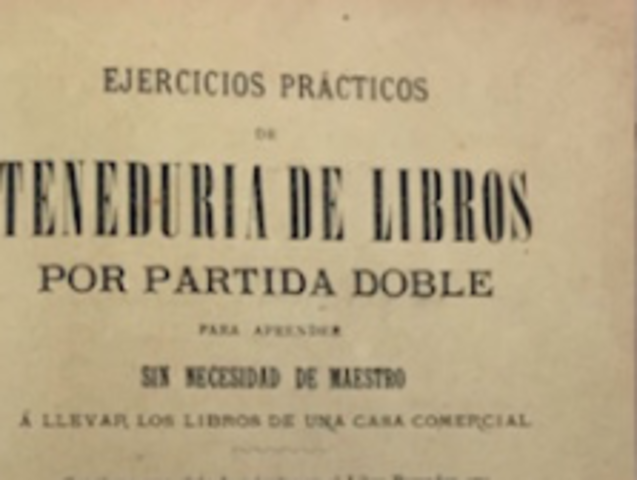 EJERCICIOS PRÁCTICOS
DE
TENEDURIA DE LIBROS
POR PARTIDA DOBLE
PARA APRENDER
SIN NECESIDAD DE MAESTRO
Á LLEVAR LOS LIBROS DE UNA CASA COMERCIAL